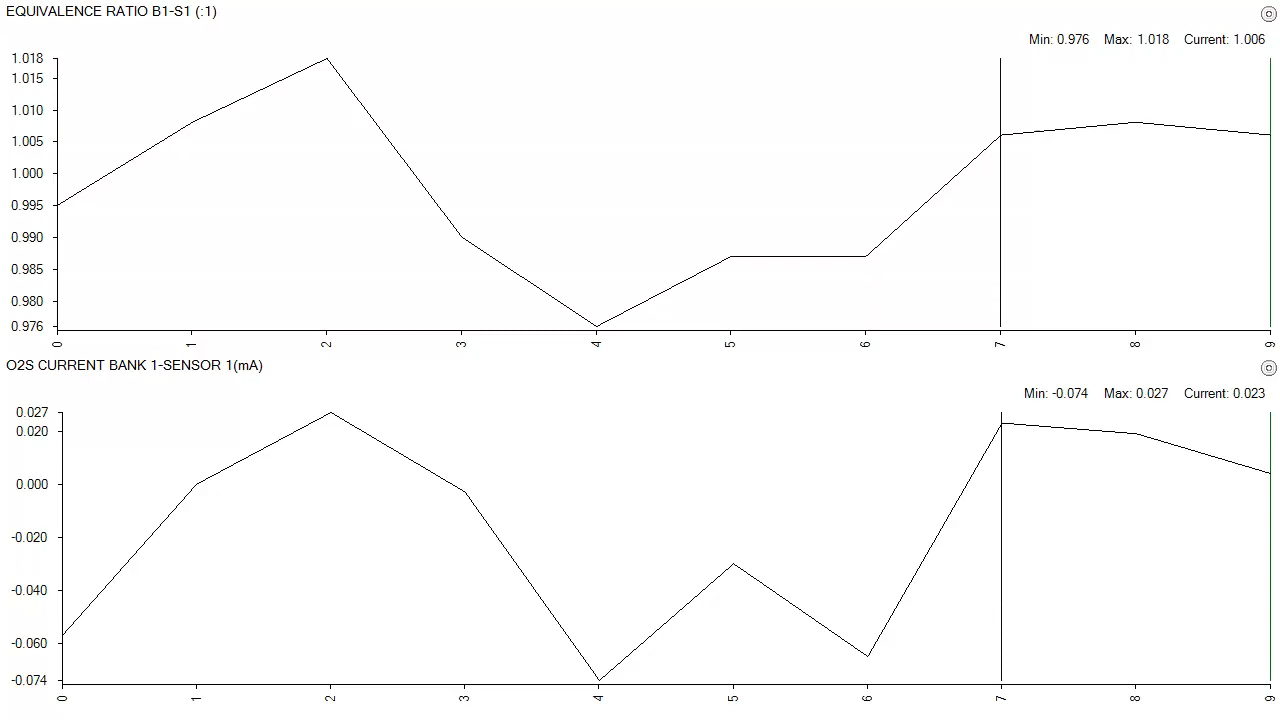 EQUIVALENCE RATIO B1-S1 (:1)
Min: 0.976 Max: 1.018 Current: 1.006
1.018
1.015
1.010
1.005
1.000
0.995
0.990
0.985
0.980
0.976
0 1 2 3 4 5 6 7 8 9
O2S CURRENT BANK 1-SENSOR 1(mA)
Min: -0.074 Max: 0.027 Current: 0.023
0.027
0.020
0.000
-0.020
-0.040
-0.060
-0.074
0 1 2 3 4 5 6 7 8 9